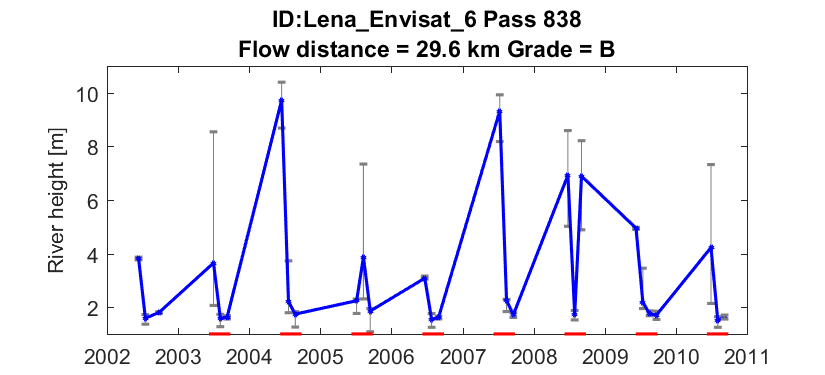 ID:Lena_Envisat_6 Pass 838
Flow distance = 29.6 km Grade = B
River height [m]
10
8
6
4
2
2002 2003 2004 2005 2006 2007 2008 2009 2010 2011